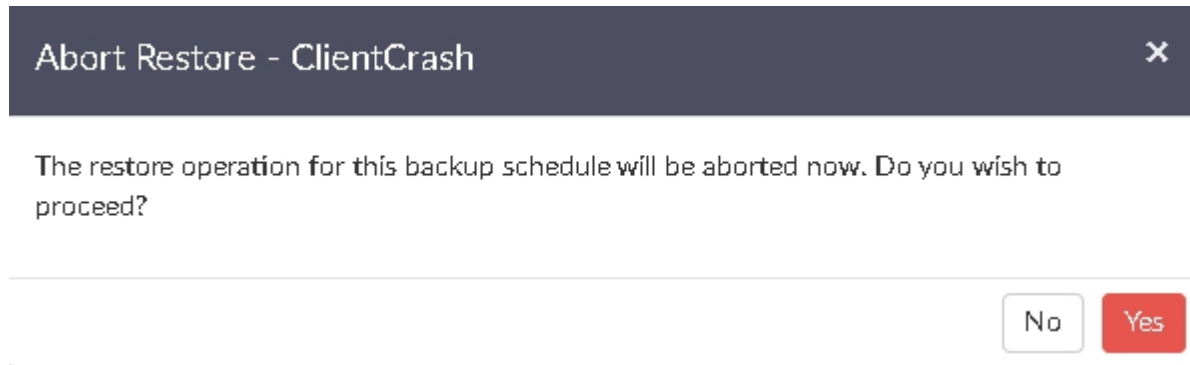 Abort Restore - ClientCrash
The restore operation for this backup schedule will be aborted now. Do you wish to
proceed?
No
Yes